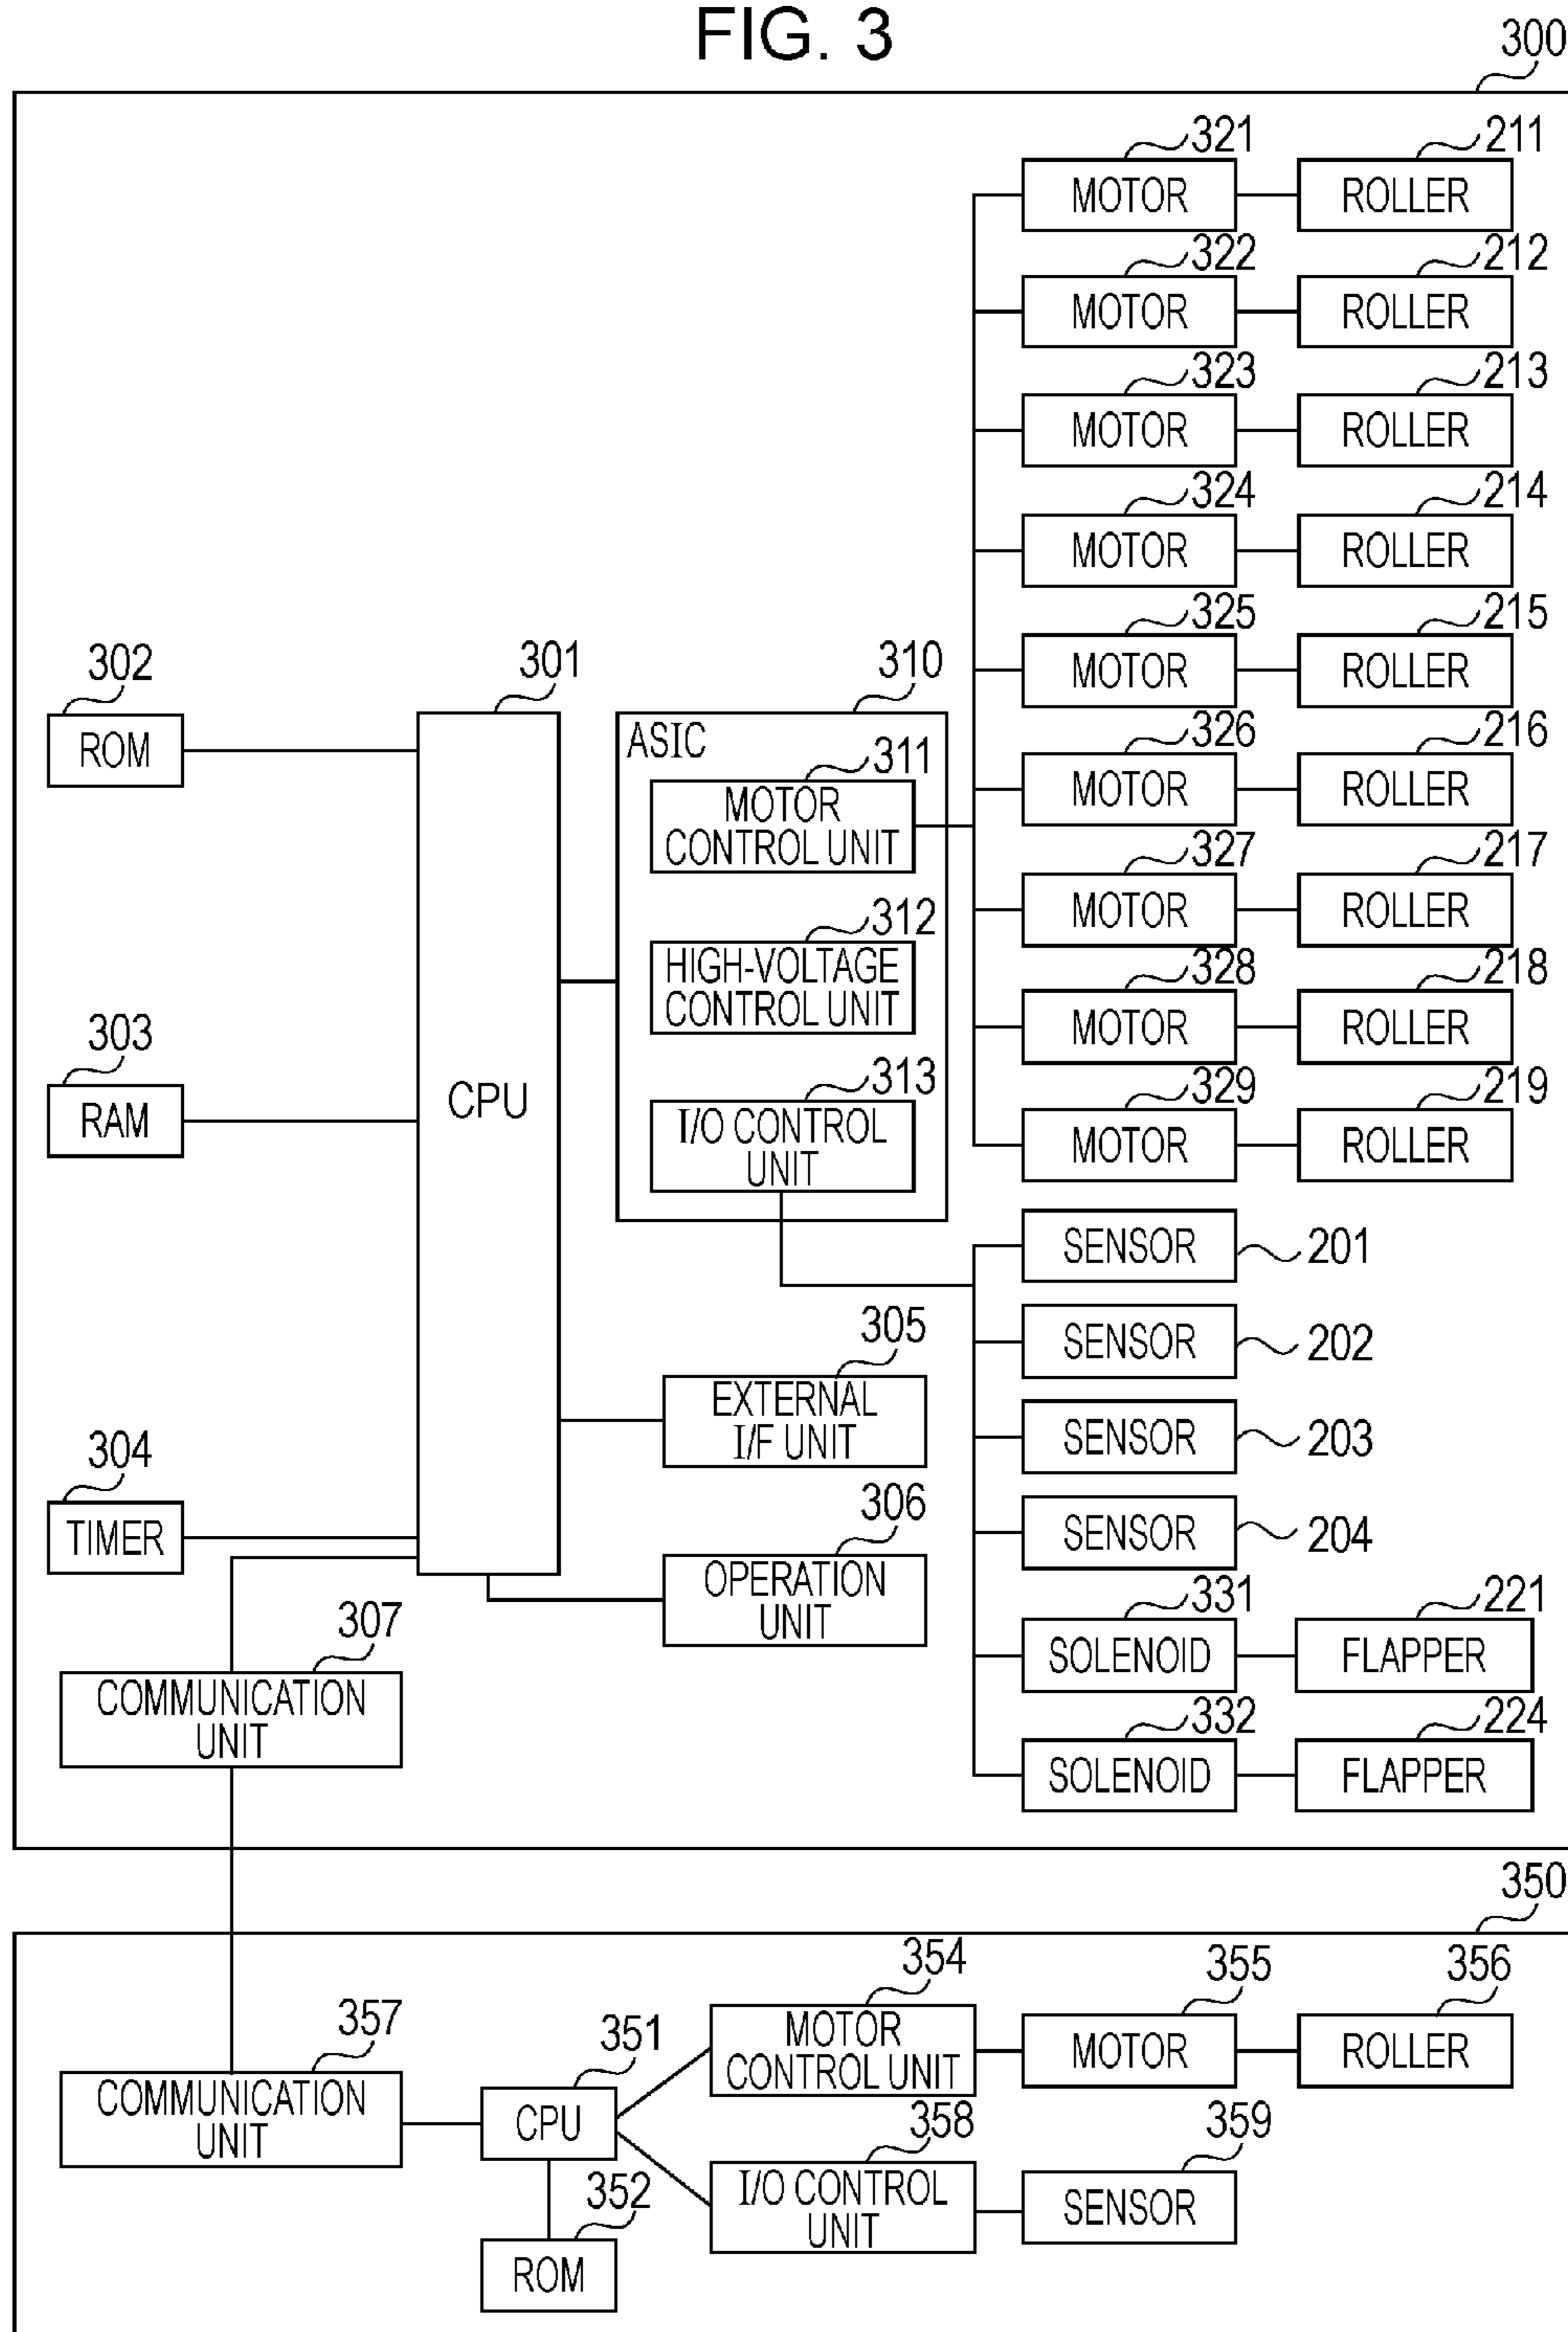 FIG. 3
300
321
211
MOTOR
ROLLER
322
212
MOTOR
ROLLER
323
213
MOTOR
ROLLER
324
214
MOTOR
ROLLER
325
215
MOTOR
ROLLER
326
216
MOTOR
ROLLER
327
217
MOTOR
ROLLER
328
218
MOTOR
ROLLER
329
219
MOTOR
ROLLER
302
ROM
303
RAM
304
TIMER
301
CPU
310
ASIC
311
MOTOR
CONTROL UNIT
312
HIGH-VOLTAGE
CONTROL UNIT
313
I/O CONTROL
UNIT
SENSOR
201
SENSOR
202
SENSOR
203
SENSOR
204
305
EXTERNAL
I/F UNIT
306
OPERATION
UNIT
331
221
SOLENOID
FLAPPER
332
224
SOLENOID
FLAPPER
307
COMMUNICATION
UNIT
350
357
COMMUNICATION
UNIT
351
CPU
352
ROM
354
MOTOR
CONTROL UNIT
355
MOTOR
356
ROLLER
358
I/O CONTROL
UNIT
359
SENSOR